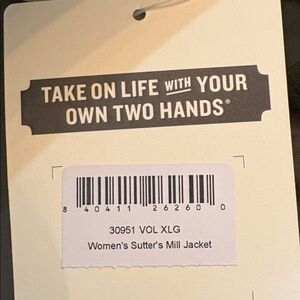 TAKE ON LIFE WITH YOUR
OWN TWO HANDS®
8 40411 26260 0
30951 VOL XLG
Women's Sutter's Mill Jacket